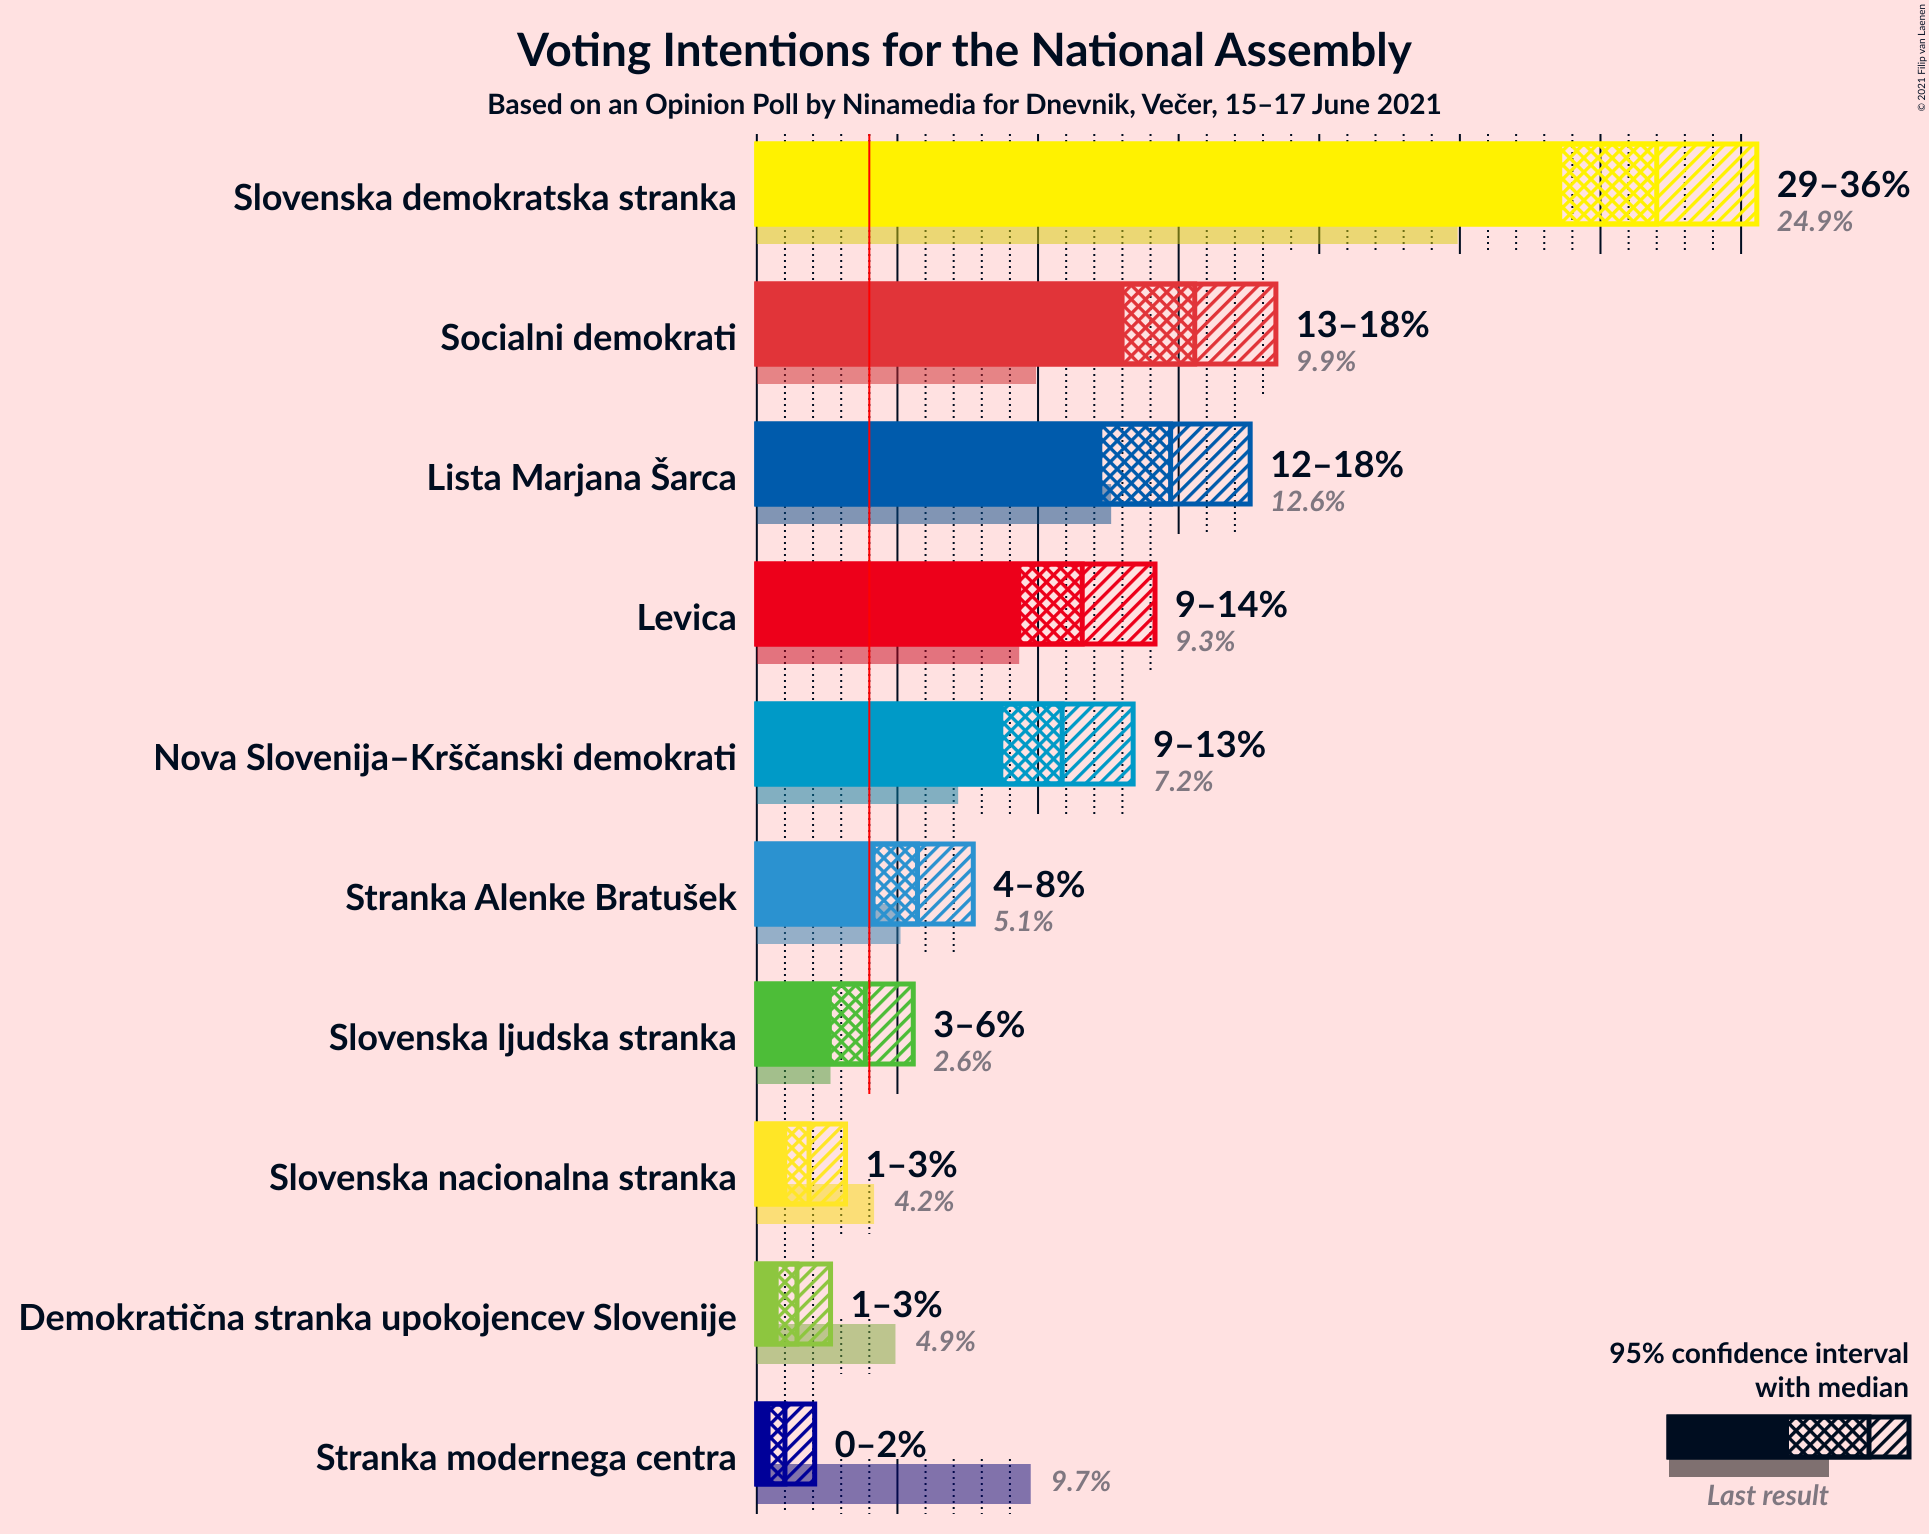 Voting Intentions for the National Assembly
Based on an Opinion Poll by Ninamedia for Dnevnik, Večer, 15–17 June 2021
© 2021 Filip van Laenen
Slovenska demokratska stranka
29–36%
24.9%
Socialni demokrati
13–18%
9.9%
Lista Marjana Šarca
12–18%
12.6%
Levica
9–14%
9.3%
Nova Slovenija–Krščanski demokrati
9–13%
7.2%
Stranka Alenke Bratušek
4–8%
5.1%
Slovenska ljudska stranka
3–6%
2.6%
Slovenska nacionalna stranka
1–3%
4.2%
Demokratična stranka upokojencev Slovenije
1–3%
4.9%
Stranka modernega centra
0–2%
9.7%
95% confidence interval
with median
Last result